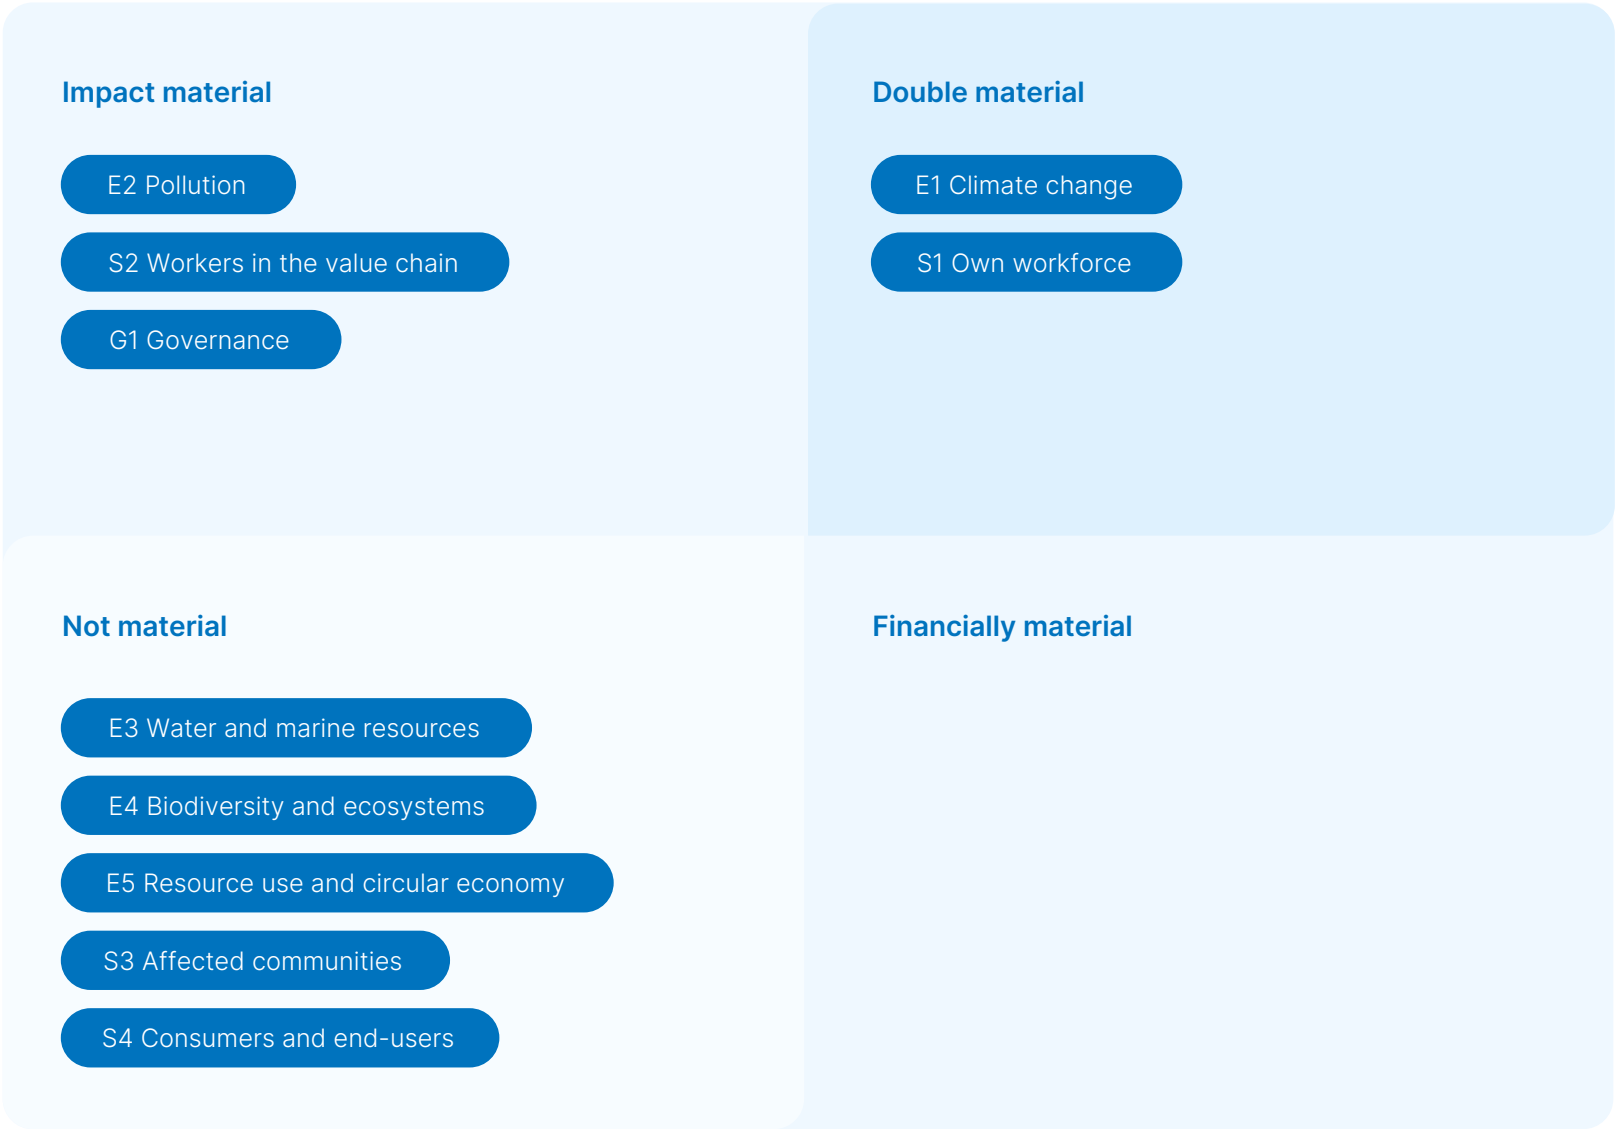 Impact material
E2 Pollution
S2 Workers in the value chain
G1 Governance
Double material
E1 Climate change
S1 Own workforce
Not material
E3 Water and marine resources
E4 Biodiversity and ecosystems
E5 Resource use and circular economy
S3 Affected communities
S4 Consumers and end-users
Financially material